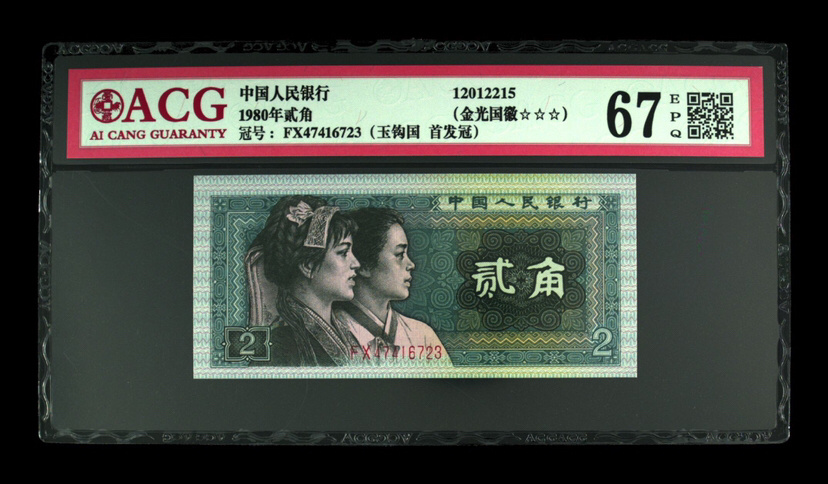 ACG
AI CANG GUARANTY
中国人民银行
1980年贰角
冠号：FX47416723（玉钩国 首发冠）
12012215
（金光国徽☆☆☆）
67
E
P
Q
中国人民银行
贰角
2
2
FX47416723